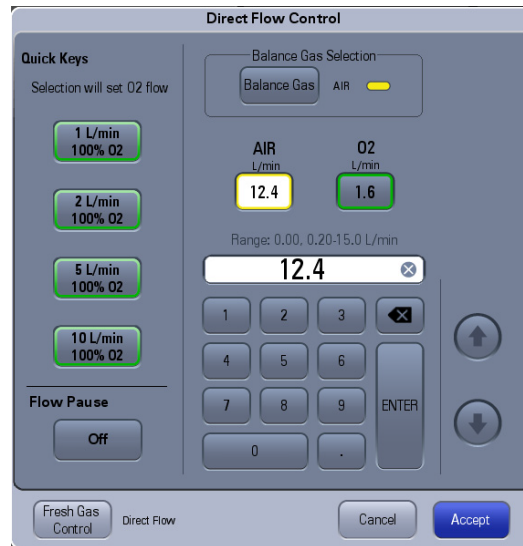 Direct Flow Control
Quick Keys
Selection will set O2 flow
1 L/min
100% O2
2 L/min
100% O2
5 L/min
100% O2
10 L/min
100% O2
Flow Pause
Off
Balance Gas Selection
Balance Gas
AIR
AIR
L/min
12.4
O2
L/min
1.6
Range: 0.00, 0.20-15.0 L/min
12.4
1 2 3
4 5 6
7 8 9 ENTER
0 .
Fresh Gas
Control
Direct Flow
Cancel
Accept